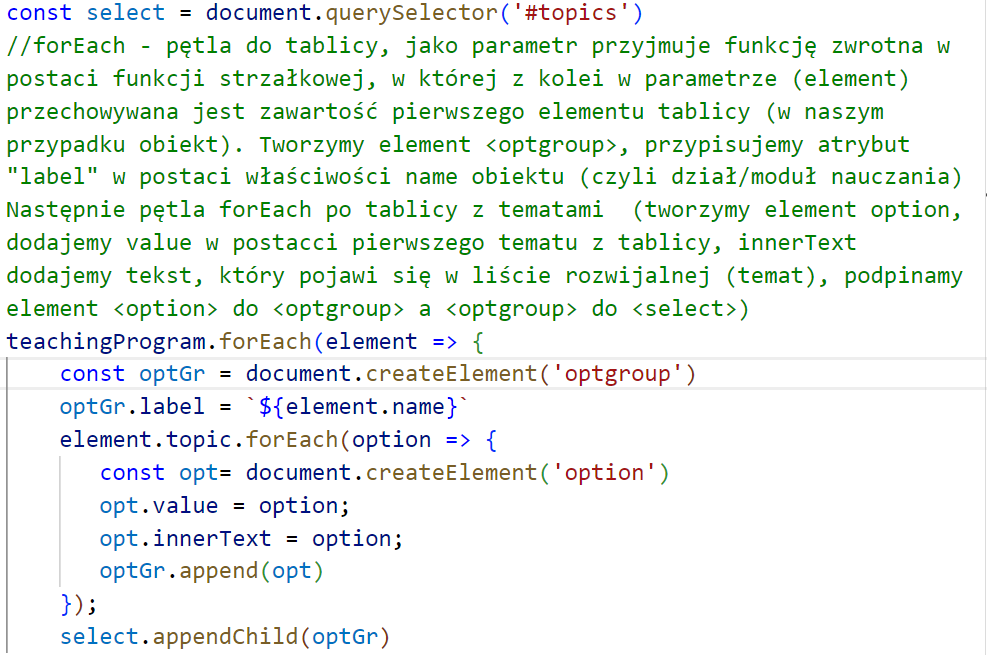 const select = document.querySelector('#topics')
//forEach - pętla do tablicy, jako parametr przyjmuje funkcję zwrotna w
postaci funkcji strzałkowej, w której z kolei w parametrze (element)
przechowywana jest zawartość pierwszego elementu tablicy (w naszym
przypadku obiekt). Tworzymy element <optgroup>, przypisujemy atrybut
"label" w postaci właściwości name obiektu (czyli dział/moduł nauczania)
Następnie pętla forEach po tablicy z tematami  (tworzymy element option,
dodajemy value w postacci pierwszego tematu z tablicy, innerText
dodajemy tekst, który pojawi się w liście rozwijalnej (temat), podpinamy
element <option> do <optgroup> a <optgroup> do <select>)
teachingProgram.forEach(element => {
    const optGr = document.createElement('optgroup')
    optGr.label = `${element.name}`
    element.topic.forEach(option => {
       const opt= document.createElement('option')
       opt.value = option;
       opt.innerText = option;
       optGr.append(opt)
    });
    select.appendChild(optGr)